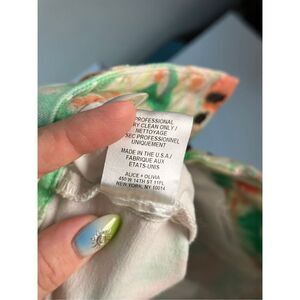 PROFESSIONAL
DRY CLEAN ONLY /
NETTOYAGE
SEC PROFESSIONNEL
UNIQUEMENT
MADE IN THE U.S.A /
FABRIQUE AUX
ETATS-UNIS
ALICE + OLIVIA
450 W 14TH ST 11FL
NEW YORK, NY 10014